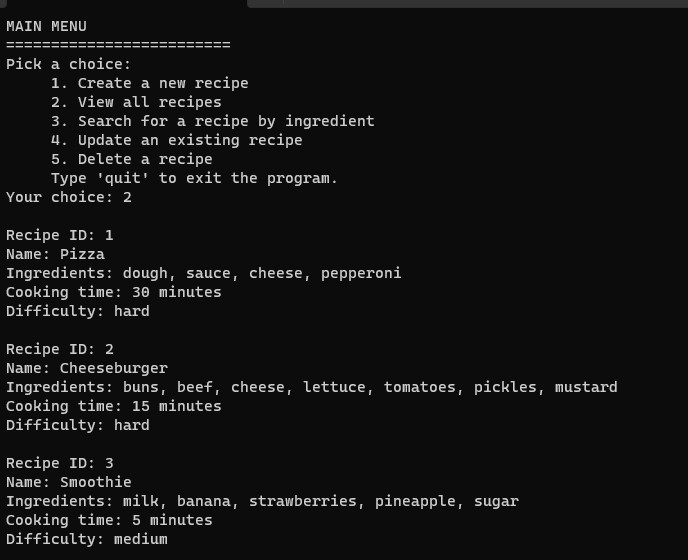 MAIN MENU
=========================
Pick a choice:
1. Create a new recipe
2. View all recipes
3. Search for a recipe by ingredient
4. Update an existing recipe
5. Delete a recipe
Type 'quit' to exit the program.
Your choice: 2
Recipe ID: 1
Name: Pizza
Ingredients: dough, sauce, cheese, pepperoni
Cooking time: 30 minutes
Difficulty: hard
Recipe ID: 2
Name: Cheeseburger
Ingredients: buns, beef, cheese, lettuce, tomatoes, pickles, mustard
Cooking time: 15 minutes
Difficulty: hard
Recipe ID: 3
Name: Smoothie
Ingredients: milk, banana, strawberries, pineapple, sugar
Cooking time: 5 minutes
Difficulty: medium